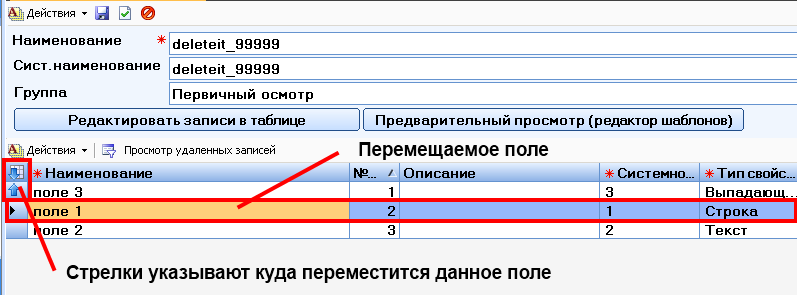 Действия
Наименование * deleteit_99999
Сист.наименование * deleteit_99999
Группа Первичный осмотр
Редактировать записи в таблице Предварительный просмотр (редактор шаблонов)
Действия Просмотр удаленных записей
Перемещаемое поле
* Наименование №... Описание * Системно... * Тип свойс...
поле 3 1 3 Выпадающ...
поле 1 2 1 Строка
поле 2 3 2 Текст
Стрелки указывают куда переместится данное поле